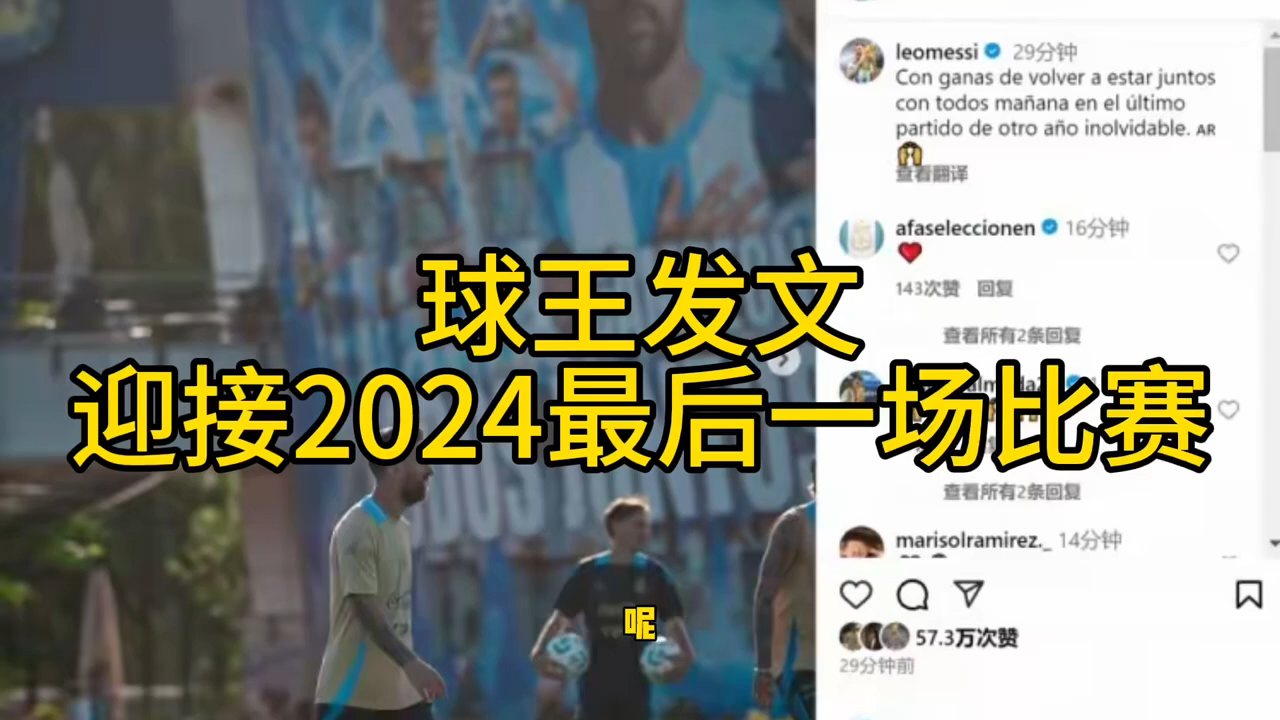 leomessi 29分钟
Con ganas de volver a estar juntos
con todos mañana en el último
partido de otro año inolvidable. AR
查看翻译
afaseleccionen 16分钟
143次赞 回复
查看所有2条回复
球王发文
迎接2024最后一场比赛
查看所有2条回复
marisolramirez._ 14分钟
呢
57.3万次赞
29分钟前